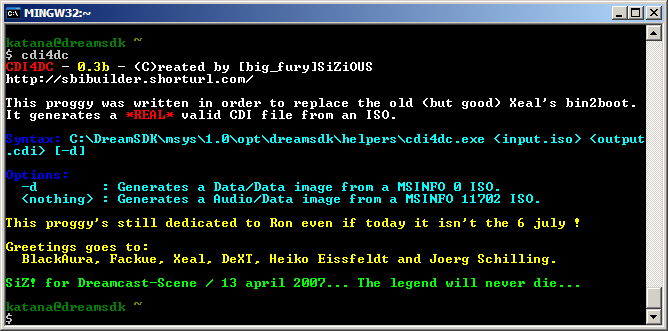 MINGW32:~
katana@dreamsdk ~
$ cdi4dc
CDI4DC - 0.3b - (C)reated by [big_fury]SiZiOUS
http://sbibuilder.shorturl.com/
This proggy was written in order to replace the old (but good) Xeal's bin2boot.
It generates a *REAL* valid CDI file from an ISO.
Syntax: C:\DreamSDK\msys\1.0\opt\dreamsdk\helpers\cdi4dc.exe <input.iso> <output
.cdi> [-d]
Options:
-d : Generates a Data/Data image from a MSINFO 0 ISO.
<nothing> : Generates a Audio/Data image from a MSINFO 11702 ISO.
This proggy's still dedicated to Ron even if today it isn't the 6 july !
Greetings goes to:
BlackAura, Fackue, Xeal, DeXT, Heiko Eissfeldt and Joerg Schilling.
SiZ! for Dreamcast-Scene / 13 april 2007... The legend will never die...
katana@dreamsdk ~
$